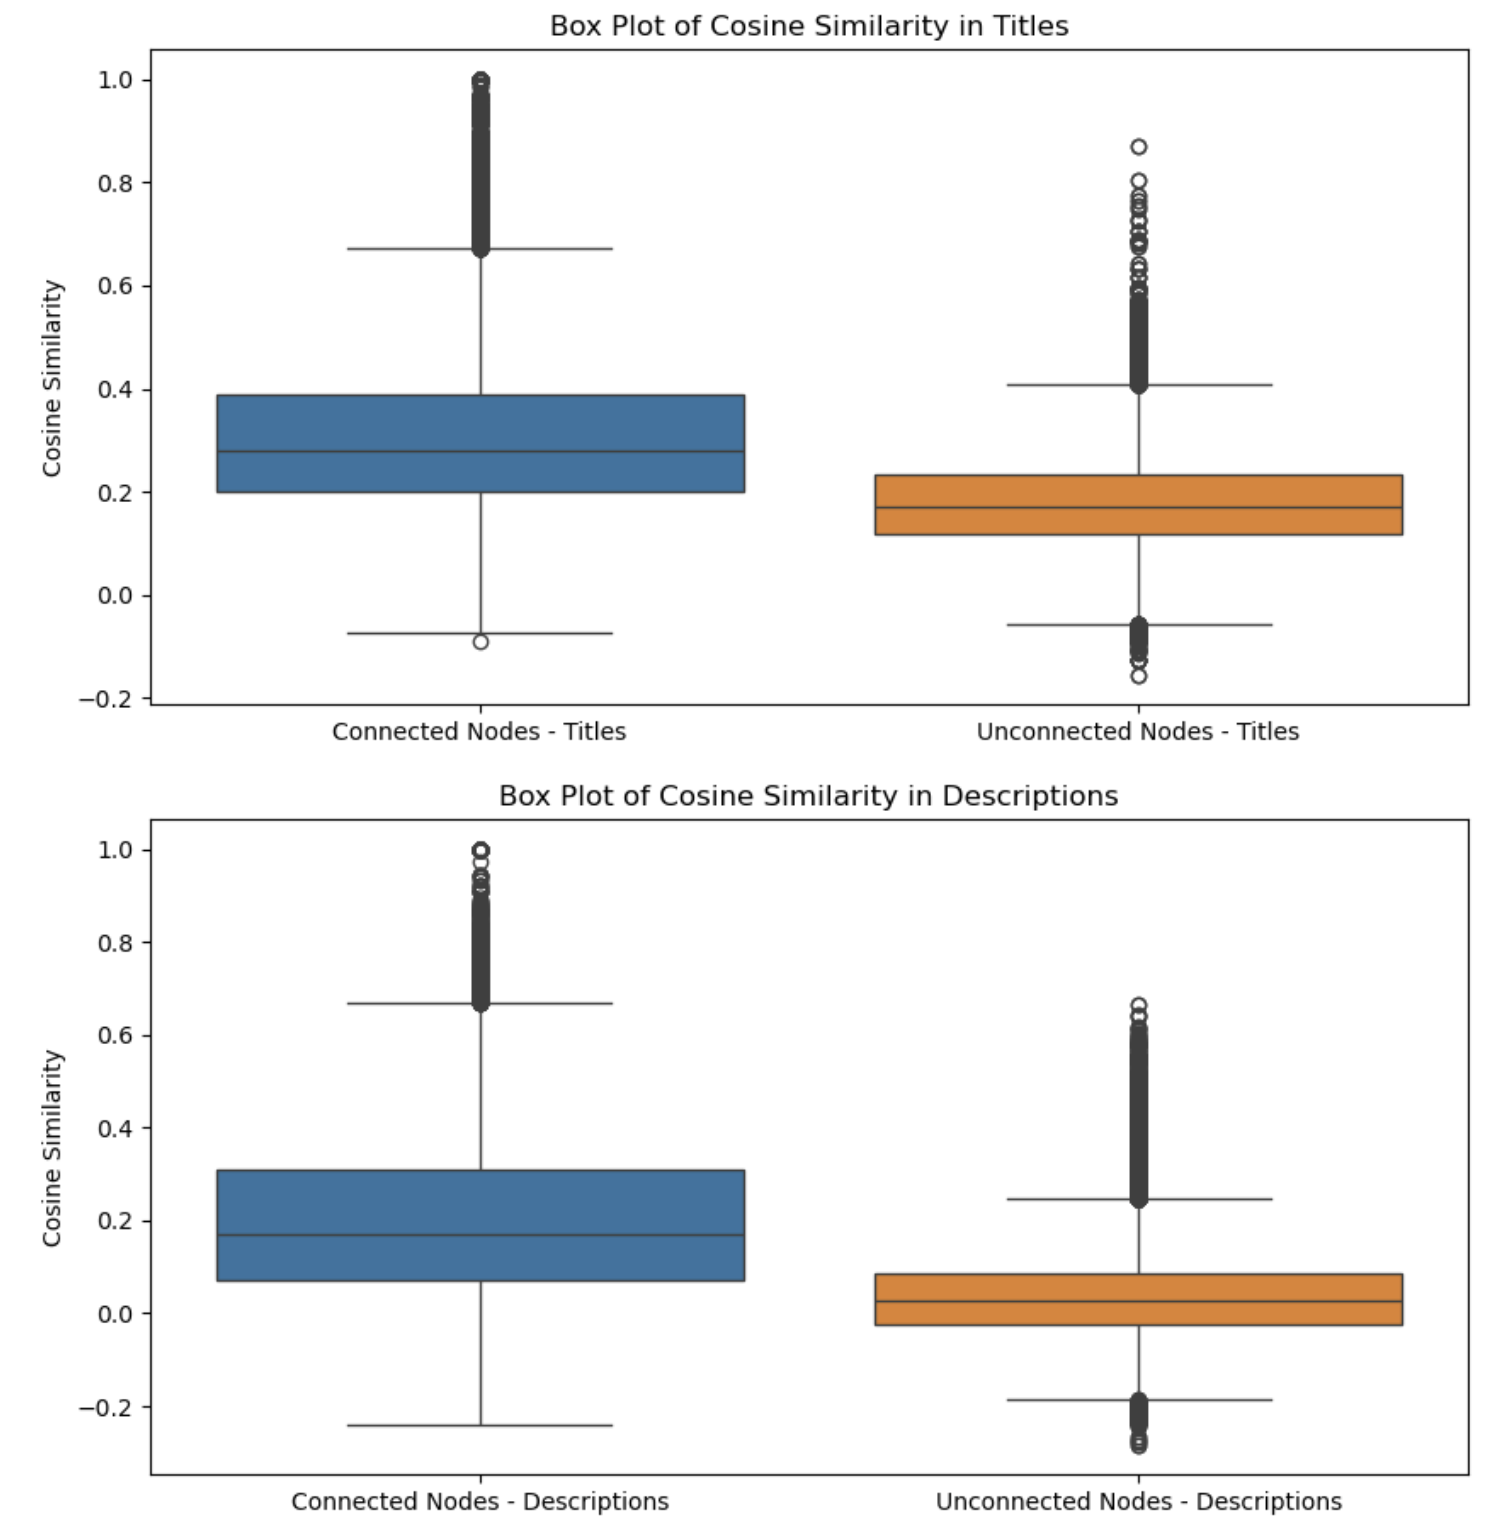 Box Plot of Cosine Similarity in Titles
1.0
0.8
0.6
0.4
0.2
0.0
−0.2
Cosine Similarity
Connected Nodes - Titles
Unconnected Nodes - Titles
Box Plot of Cosine Similarity in Descriptions
1.0
0.8
0.6
0.4
0.2
0.0
−0.2
Cosine Similarity
Connected Nodes - Descriptions
Unconnected Nodes - Descriptions